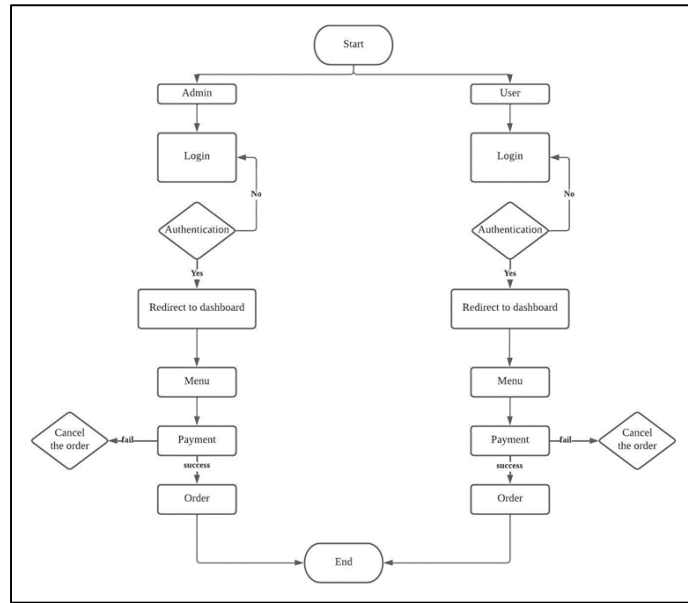 Start
Admin
User
Login
Login
No
No
Authentication
Authentication
Yes
Yes
Redirect to dashboard
Redirect to dashboard
Menu
Menu
Cancel
the order
fail
Payment
Payment
fail
Cancel
the order
success
success
Order
Order
End